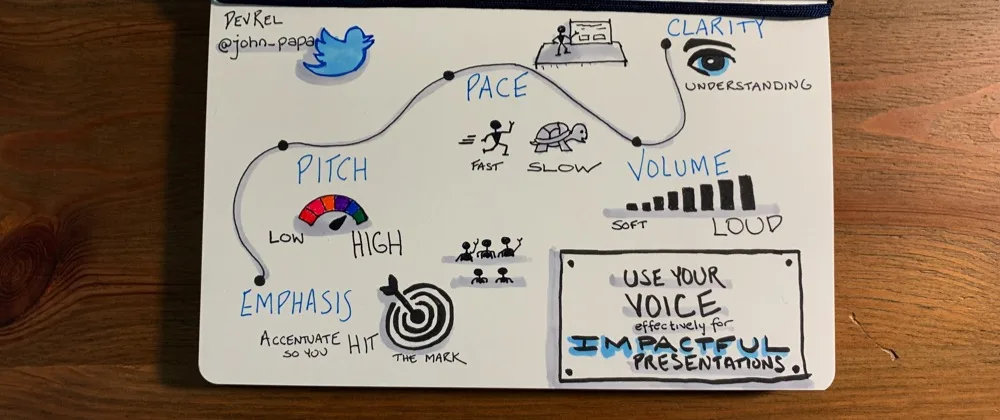 DEVREL
@john_papa
CLARITY
UNDERSTANDING
PACE
FAST
SLOW
PITCH
LOW
HIGH
VOLUME
SOFT
LOUD
EMPHASIS
ACCENTUATE
SO YOU
HIT
THE MARK
USE YOUR
VOICE
effectively for
IMPACTFUL
PRESENTATIONS